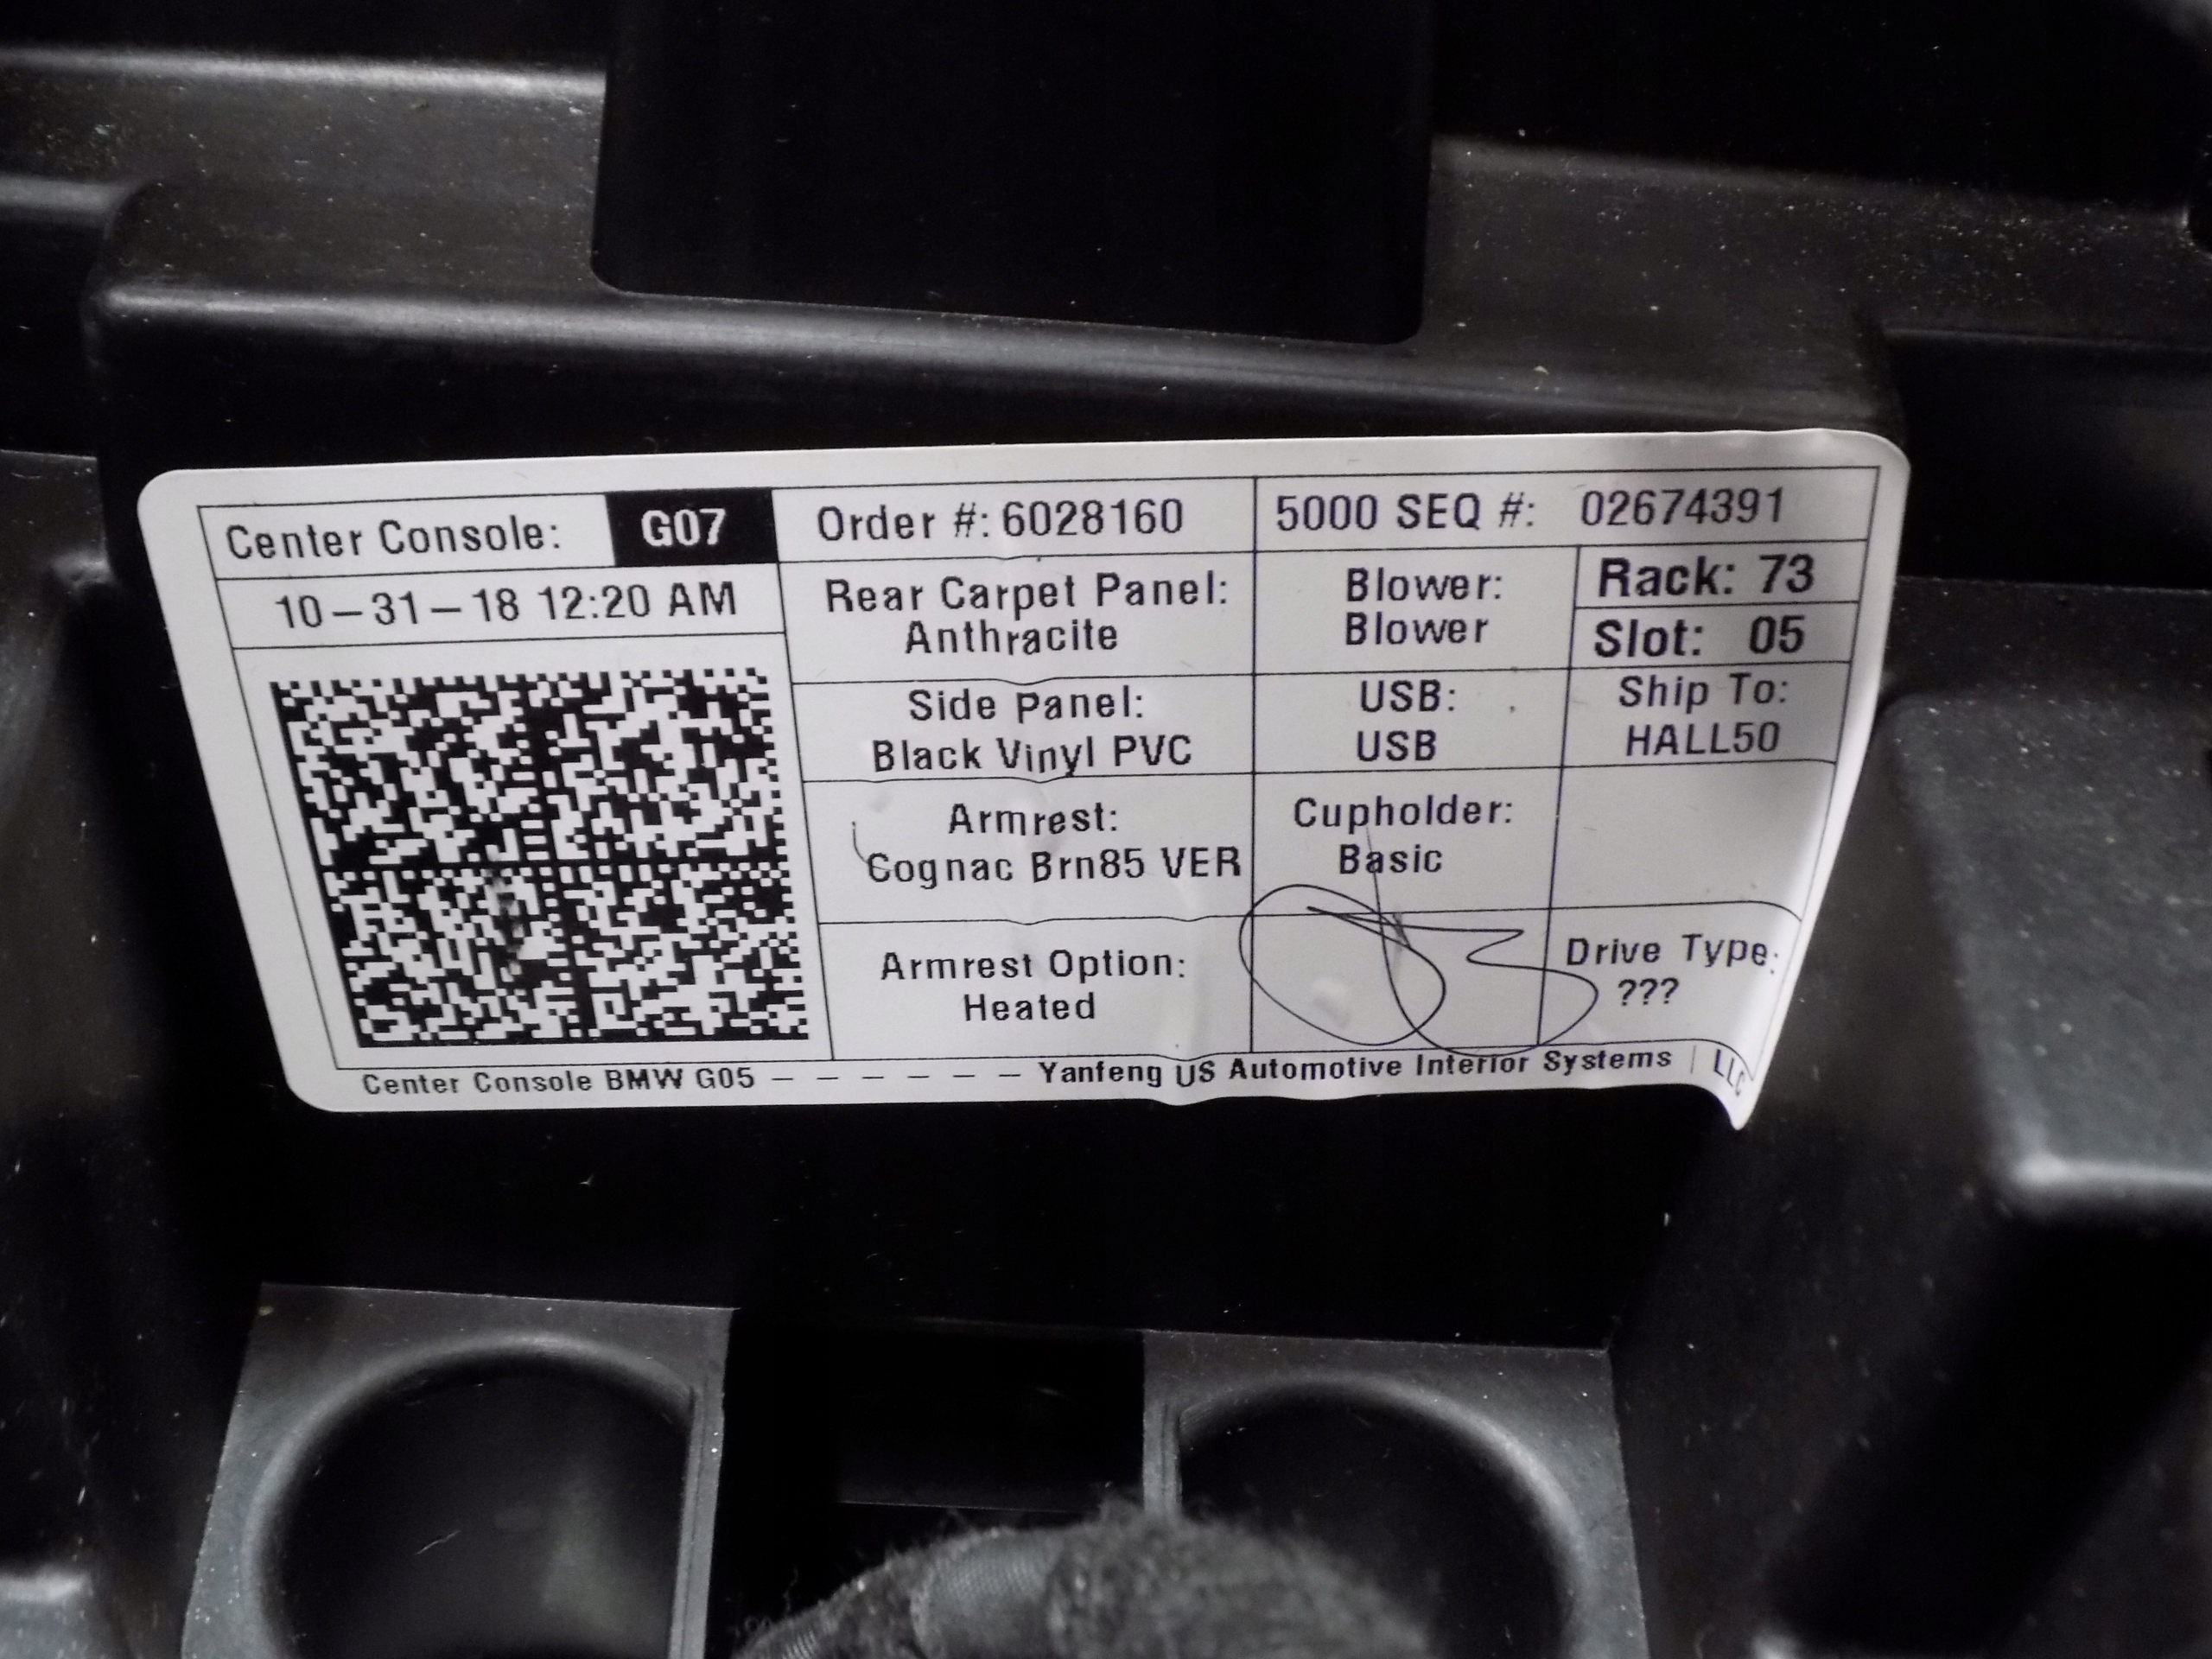 Center Console: G07
Order #: 6028160
5000 SEQ #: 02674391
10-31-18 12:20 AM
Rear Carpet Panel:
Anthracite
Blower:
Blower
Rack: 73
Slot: 05
Side Panel:
Black Vinyl PVC
USB:
USB
Ship To:
HALL50
Armrest:
Cognac Brn85 VER
Cupholder:
Basic
Armrest Option:
Heated
Drive Type:
???
Center Console BMW G05 - - - - - - Yanfeng US Automotive Interior Systems | LLC